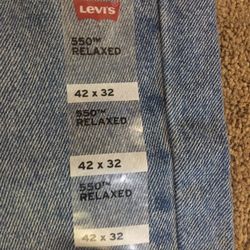 Levi's
550™
RELAXED
42 x 32
550™
RELAXED
42 x 32
550™
RELAXED
42 x 32